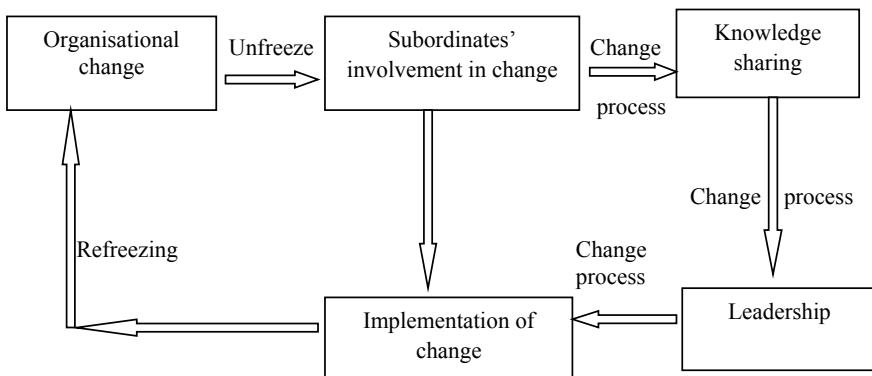 Organisational
change
Unfreeze
Subordinates’
involvement in change
Change
process
Knowledge
sharing
Change process
Leadership
Change
process
Implementation of
change
Refreezing